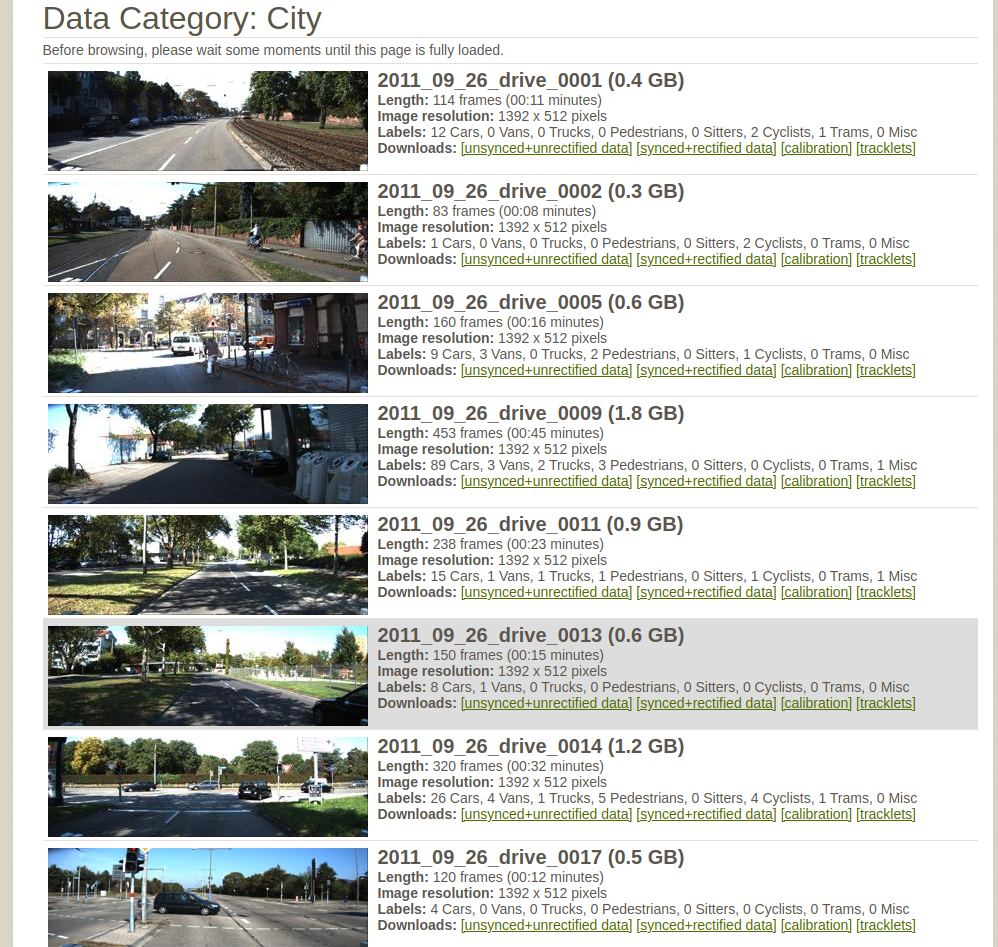 Data Category: City
Before browsing, please wait some moments until this page is fully loaded.
2011_09_26_drive_0001 (0.4 GB)
Length: 114 frames (00:11 minutes)
Image resolution: 1392 x 512 pixels
Labels: 12 Cars, 0 Vans, 0 Trucks, 0 Pedestrians, 0 Sitters, 2 Cyclists, 1 Trams, 0 Misc
Downloads: [unsynced+unrectified data] [synced+rectified data] [calibration] [tracklets]
2011_09_26_drive_0002 (0.3 GB)
Length: 83 frames (00:08 minutes)
Image resolution: 1392 x 512 pixels
Labels: 1 Cars, 0 Vans, 0 Trucks, 0 Pedestrians, 0 Sitters, 2 Cyclists, 0 Trams, 0 Misc
Downloads: [unsynced+unrectified data] [synced+rectified data] [calibration] [tracklets]
2011_09_26_drive_0005 (0.6 GB)
Length: 160 frames (00:16 minutes)
Image resolution: 1392 x 512 pixels
Labels: 9 Cars, 3 Vans, 0 Trucks, 2 Pedestrians, 0 Sitters, 1 Cyclists, 0 Trams, 0 Misc
Downloads: [unsynced+unrectified data] [synced+rectified data] [calibration] [tracklets]
2011_09_26_drive_0009 (1.8 GB)
Length: 453 frames (00:45 minutes)
Image resolution: 1392 x 512 pixels
Labels: 89 Cars, 3 Vans, 2 Trucks, 3 Pedestrians, 0 Sitters, 0 Cyclists, 0 Trams, 1 Misc
Downloads: [unsynced+unrectified data] [synced+rectified data] [calibration] [tracklets]
2011_09_26_drive_0011 (0.9 GB)
Length: 238 frames (00:23 minutes)
Image resolution: 1392 x 512 pixels
Labels: 15 Cars, 1 Vans, 1 Trucks, 1 Pedestrians, 0 Sitters, 1 Cyclists, 0 Trams, 1 Misc
Downloads: [unsynced+unrectified data] [synced+rectified data] [calibration] [tracklets]
2011_09_26_drive_0013 (0.6 GB)
Length: 150 frames (00:15 minutes)
Image resolution: 1392 x 512 pixels
Labels: 8 Cars, 1 Vans, 0 Trucks, 0 Pedestrians, 0 Sitters, 0 Cyclists, 0 Trams, 0 Misc
Downloads: [unsynced+unrectified data] [synced+rectified data] [calibration] [tracklets]
2011_09_26_drive_0014 (1.2 GB)
Length: 320 frames (00:32 minutes)
Image resolution: 1392 x 512 pixels
Labels: 26 Cars, 4 Vans, 1 Trucks, 5 Pedestrians, 0 Sitters, 4 Cyclists, 1 Trams, 0 Misc
Downloads: [unsynced+unrectified data] [synced+rectified data] [calibration] [tracklets]
2011_09_26_drive_0017 (0.5 GB)
Length: 120 frames (00:12 minutes)
Image resolution: 1392 x 512 pixels
Labels: 4 Cars, 0 Vans, 0 Trucks, 0 Pedestrians, 0 Sitters, 0 Cyclists, 0 Trams, 0 Misc
Downloads: [unsynced+unrectified data] [synced+rectified data] [calibration] [tracklets]